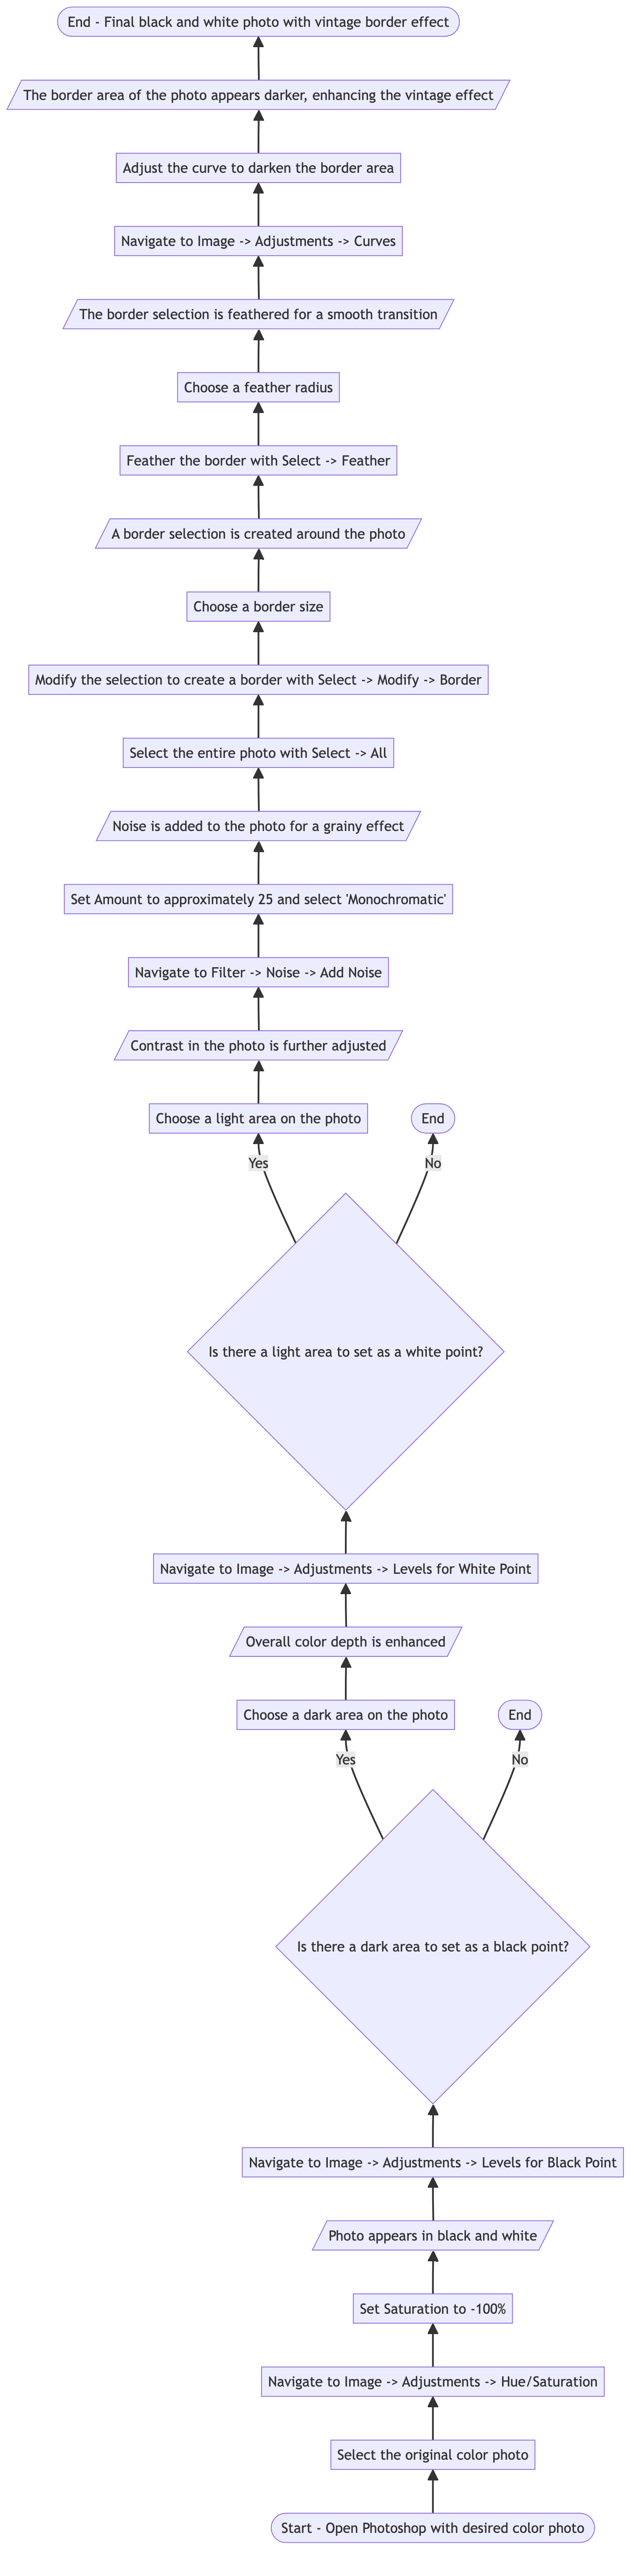 End - Final black and white photo with vintage border effect
The border area of the photo appears darker, enhancing the vintage effect
Adjust the curve to darken the border area
Navigate to Image -> Adjustments -> Curves
The border selection is feathered for a smooth transition
Choose a feather radius
Feather the border with Select -> Feather
A border selection is created around the photo
Choose a border size
Modify the selection to create a border with Select -> Modify -> Border
Select the entire photo with Select -> All
Noise is added to the photo for a grainy effect
Set Amount to approximately 25 and select 'Monochromatic'
Navigate to Filter -> Noise -> Add Noise
Contrast in the photo is further adjusted
Choose a light area on the photo
End
Yes
No
Is there a light area to set as a white point?
Navigate to Image -> Adjustments -> Levels for White Point
Overall color depth is enhanced
Choose a dark area on the photo
End
Yes
No
Is there a dark area to set as a black point?
Navigate to Image -> Adjustments -> Levels for Black Point
Photo appears in black and white
Set Saturation to -100%
Navigate to Image -> Adjustments -> Hue/Saturation
Select the original color photo
Start - Open Photoshop with desired color photo